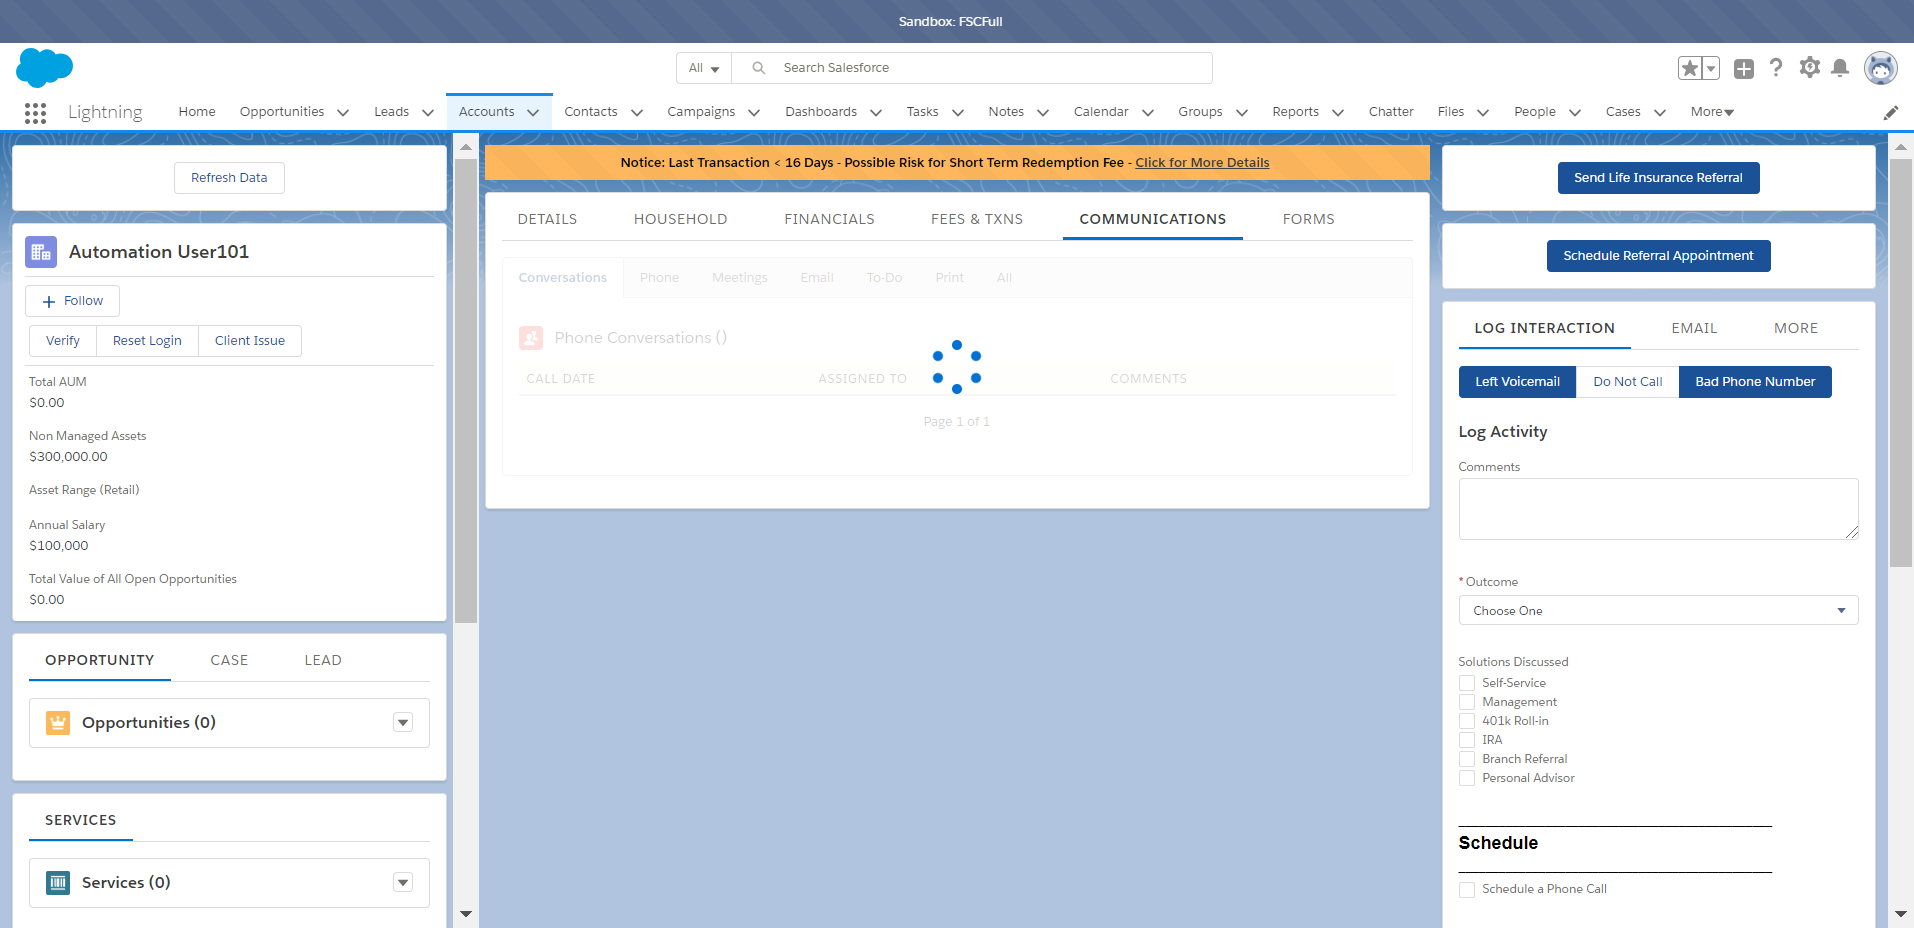 Sandbox: FSCFull
All
Search Salesforce
Lightning
Home Opportunities Leads Accounts Contacts Campaigns Dashboards Tasks Notes Calendar Groups Reports Chatter Files People Cases More
Refresh Data
Automation User101
Follow
Verify Reset Login Client Issue
Total AUM
$0.00
Non Managed Assets
$300,000.00
Asset Range (Retail)
Annual Salary
$100,000
Total Value of All Open Opportunities
$0.00
OPPORTUNITY CASE LEAD
Opportunities (0)
SERVICES
Services (0)
Notice: Last Transaction < 16 Days - Possible Risk for Short Term Redemption Fee - Click for More Details
DETAILS HOUSEHOLD FINANCIALS FEES & TXNS COMMUNICATIONS FORMS
Conversations Phone Meetings Email To-Do Print All
Phone Conversations ()
CALL DATE ASSIGNED TO COMMENTS
Page 1 of 1
Send Life Insurance Referral
Schedule Referral Appointment
LOG INTERACTION EMAIL MORE
Left Voicemail Do Not Call Bad Phone Number
Log Activity
Comments
* Outcome
Choose One
Solutions Discussed
Self-Service
Management
401k Roll-in
IRA
Branch Referral
Personal Advisor
Schedule
Schedule a Phone Call